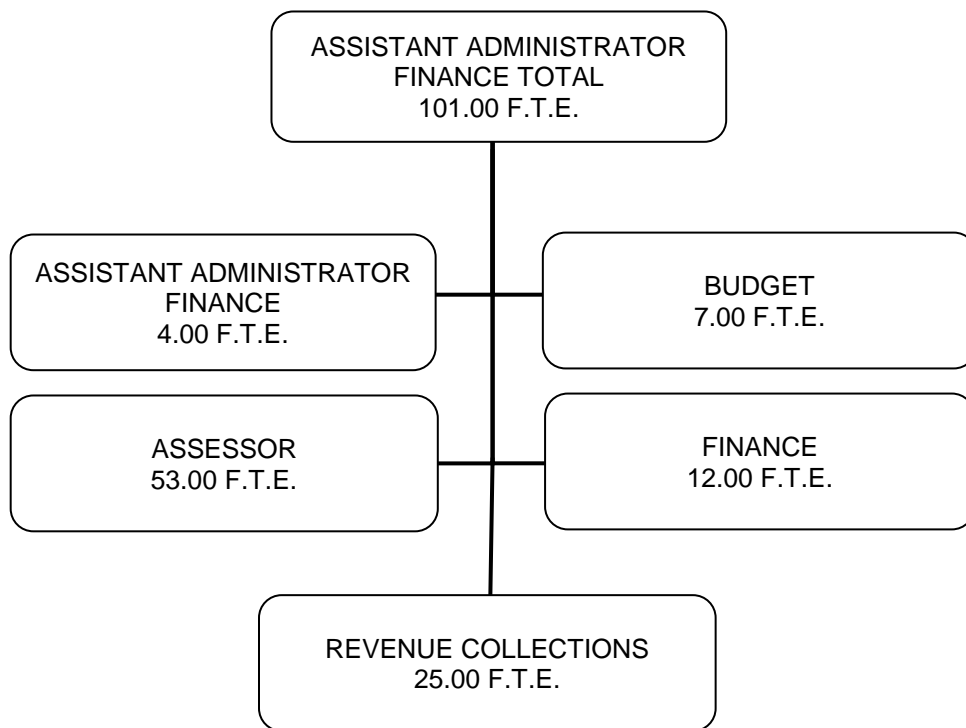 ASSISTANT ADMINISTRATOR
FINANCE TOTAL
101.00 F.T.E.
ASSISTANT ADMINISTRATOR
FINANCE
4.00 F.T.E.
BUDGET
7.00 F.T.E.
ASSESSOR
53.00 F.T.E.
FINANCE
12.00 F.T.E.
REVENUE COLLECTIONS
25.00 F.T.E.